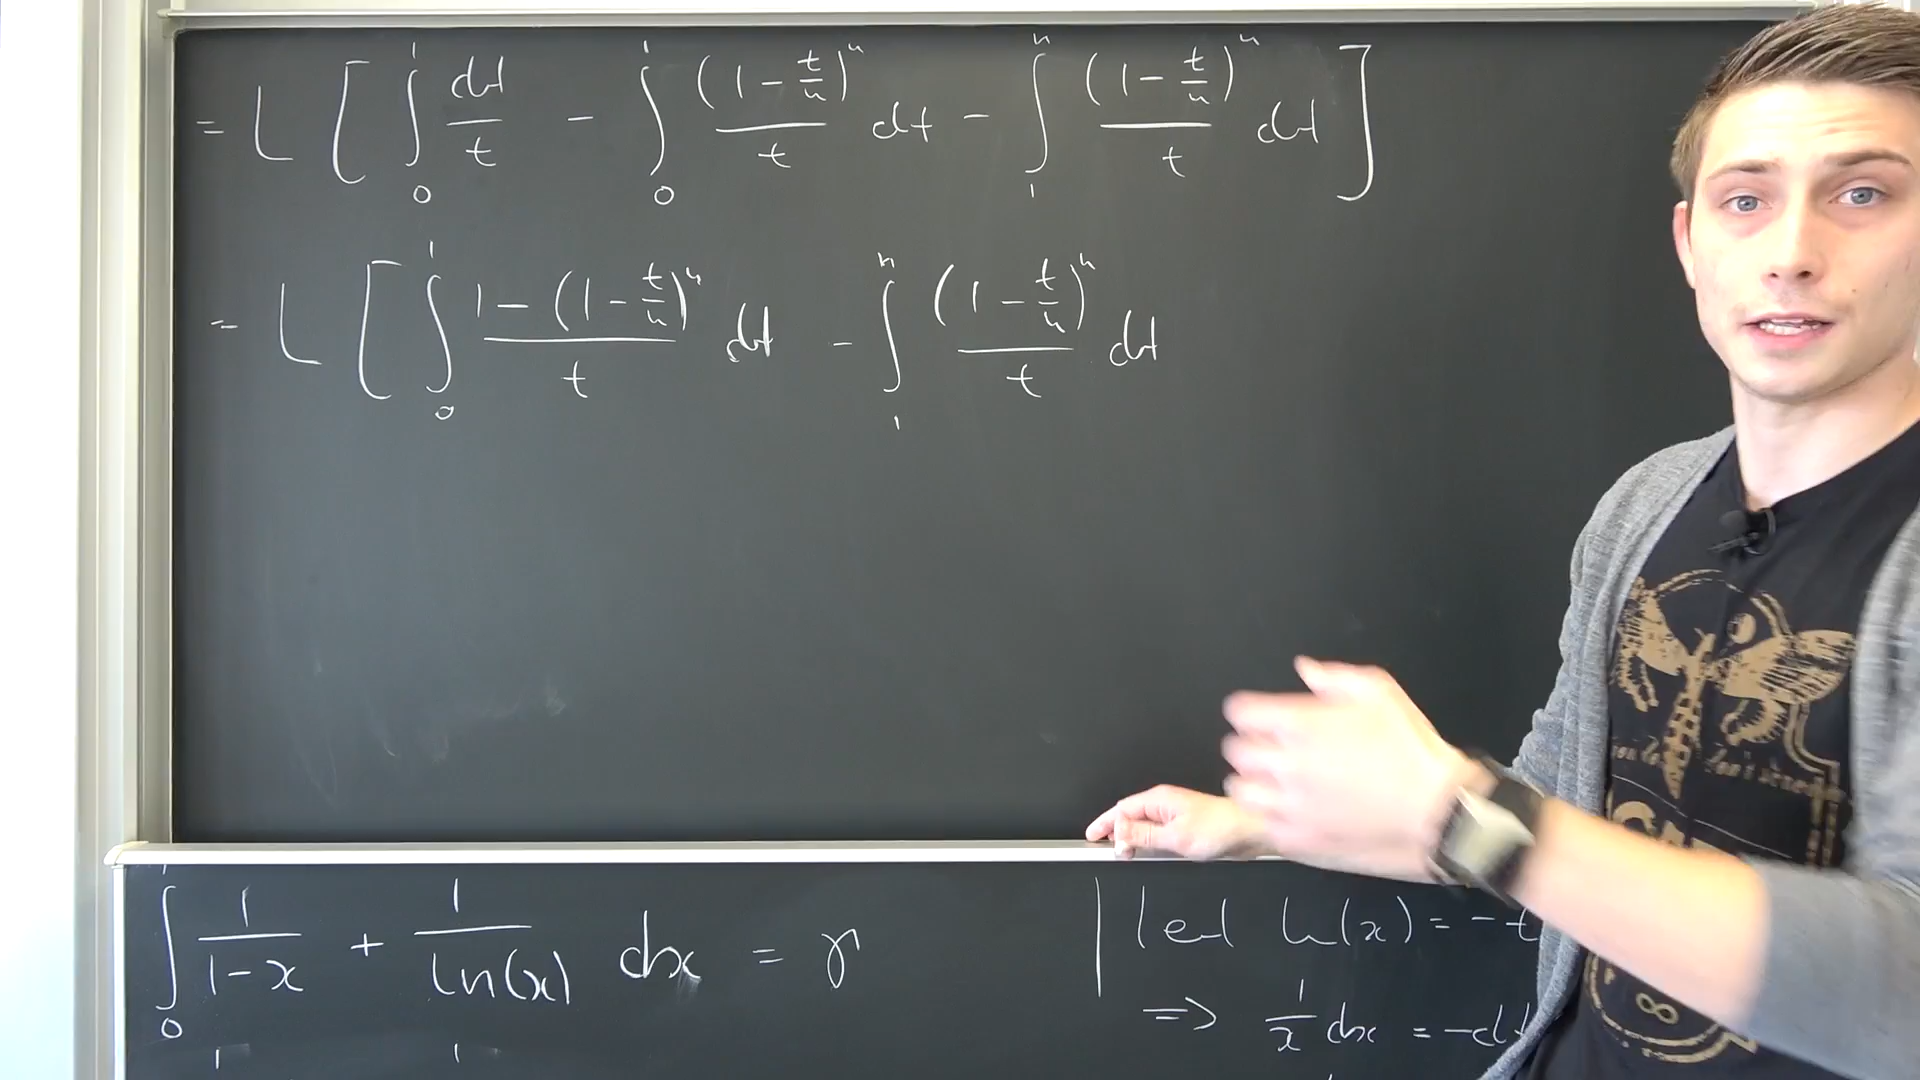 = L [ ∫₀¹ dt/t - ∫₀¹ (1 - t/n)ⁿ/t dt - ∫₁ⁿ (1 - t/n)ⁿ/t dt ]
= L [ ∫₀¹ 1 - (1 - t/n)ⁿ/t dt - ∫₁ⁿ (1 - t/n)ⁿ/t dt
∫₀¹ 1/(1-x) + 1/ln(x) dx = γ | let ln(x) = -t
=> 1/x dx = -dt